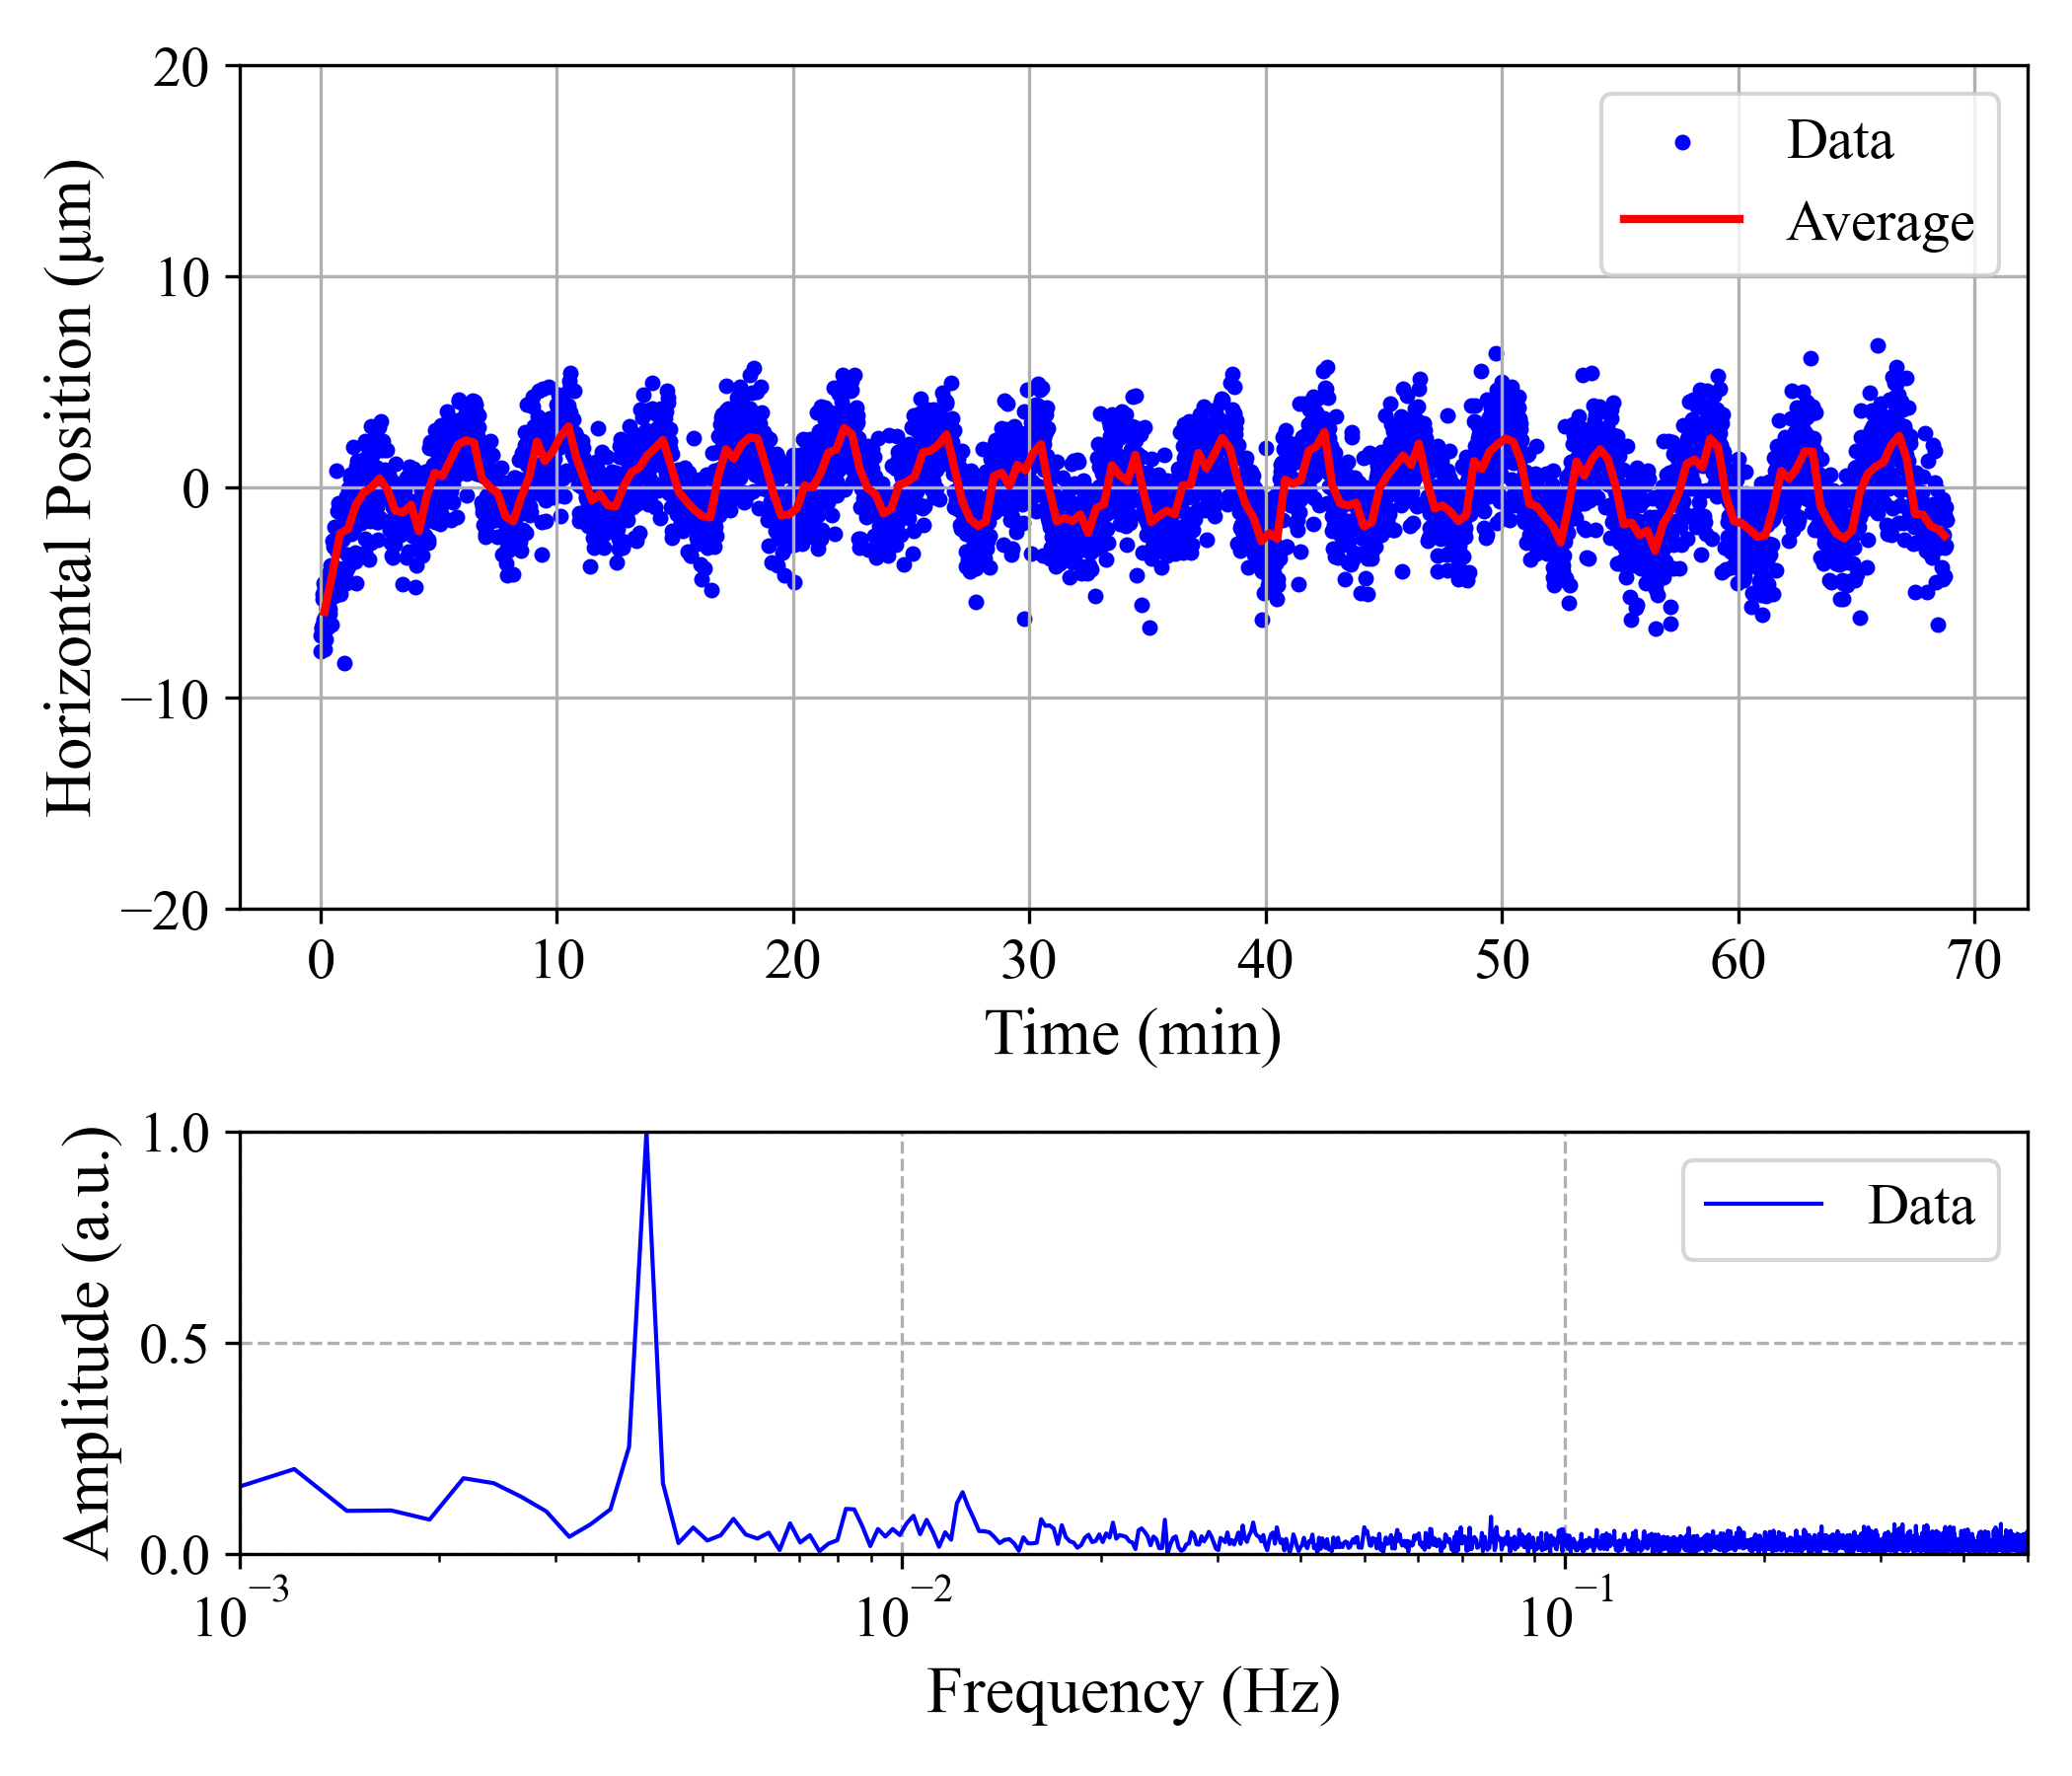 20
10
0
−10
−20
Horizontal Position (μm)
Data
Average
0 10 20 30 40 50 60 70
Time (min)
1.0
0.5
0.0
Amplitude (a.u.)
Data
10⁻³ 10⁻² 10⁻¹
Frequency (Hz)